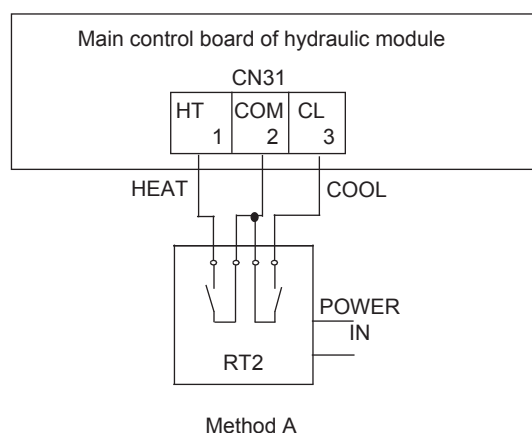 Main control board of hydraulic module
CN31
HT COM CL
1 2 3
HEAT COOL
POWER
IN
RT2
Method A